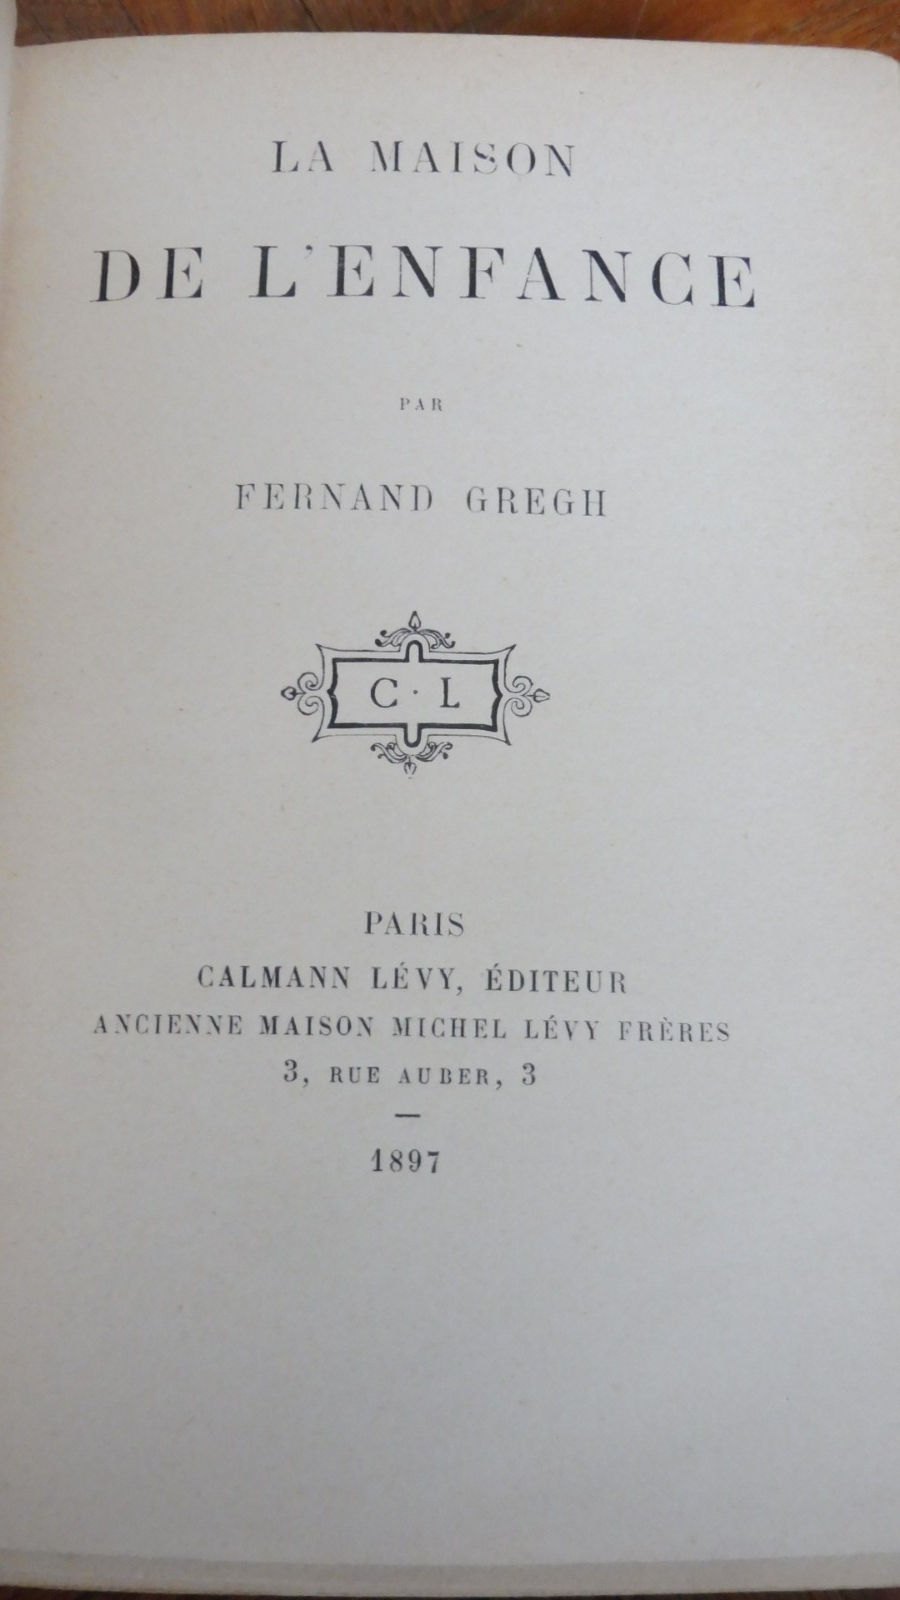 LA MAISON
DE L'ENFANCE
PAR
FERNAND GREGH
C · L
PARIS
CALMANN LÉVY, ÉDITEUR
ANCIENNE MAISON MICHEL LÉVY FRÈRES
3, RUE AUBER, 3
—
1897